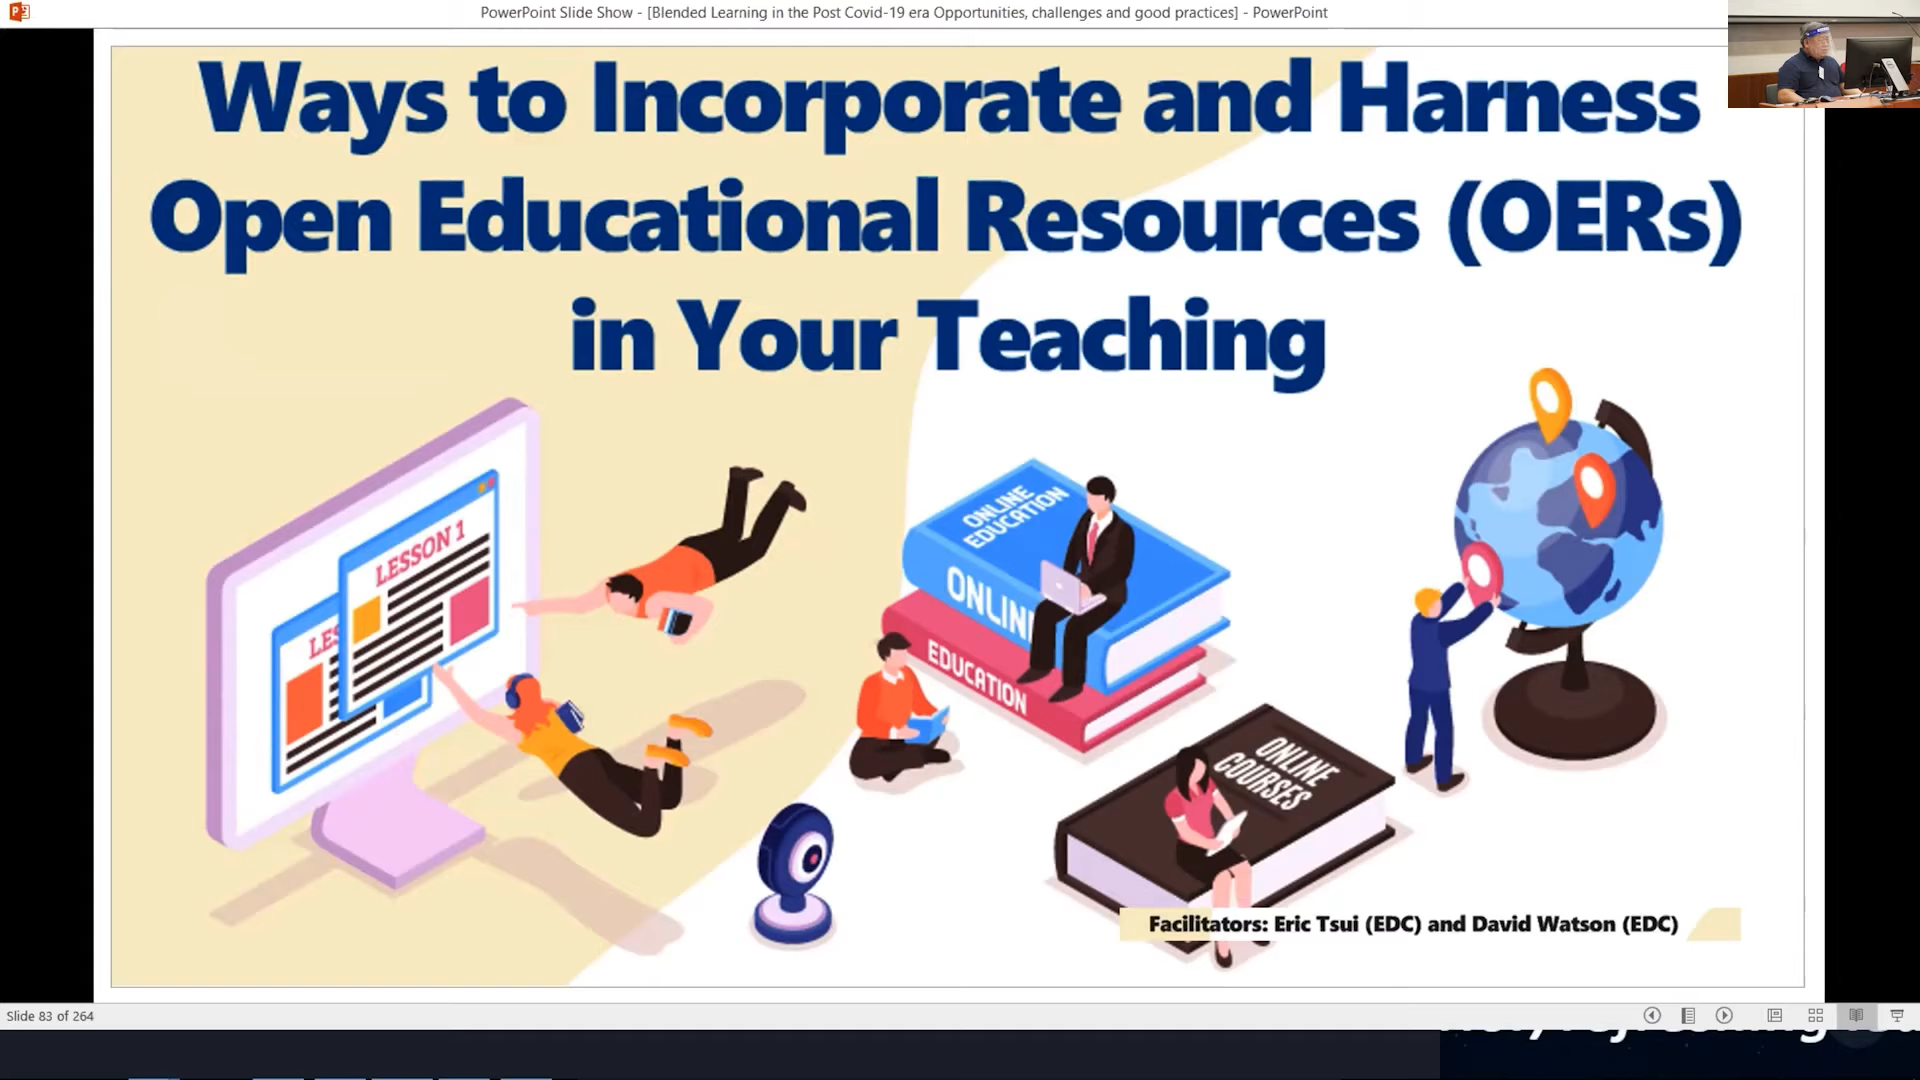 PowerPoint Slide Show - [Blended Learning in the Post Covid-19 era Opportunities, challenges and good practices] - PowerPoint
Ways to Incorporate and Harness
Open Educational Resources (OERs)
in Your Teaching
LESSON 1
LES
ONLINE
EDUCATION
ONLIN
EDUCATION
ONLINE
COURSES
Facilitators: Eric Tsui (EDC) and David Watson (EDC)
Slide 83 of 264